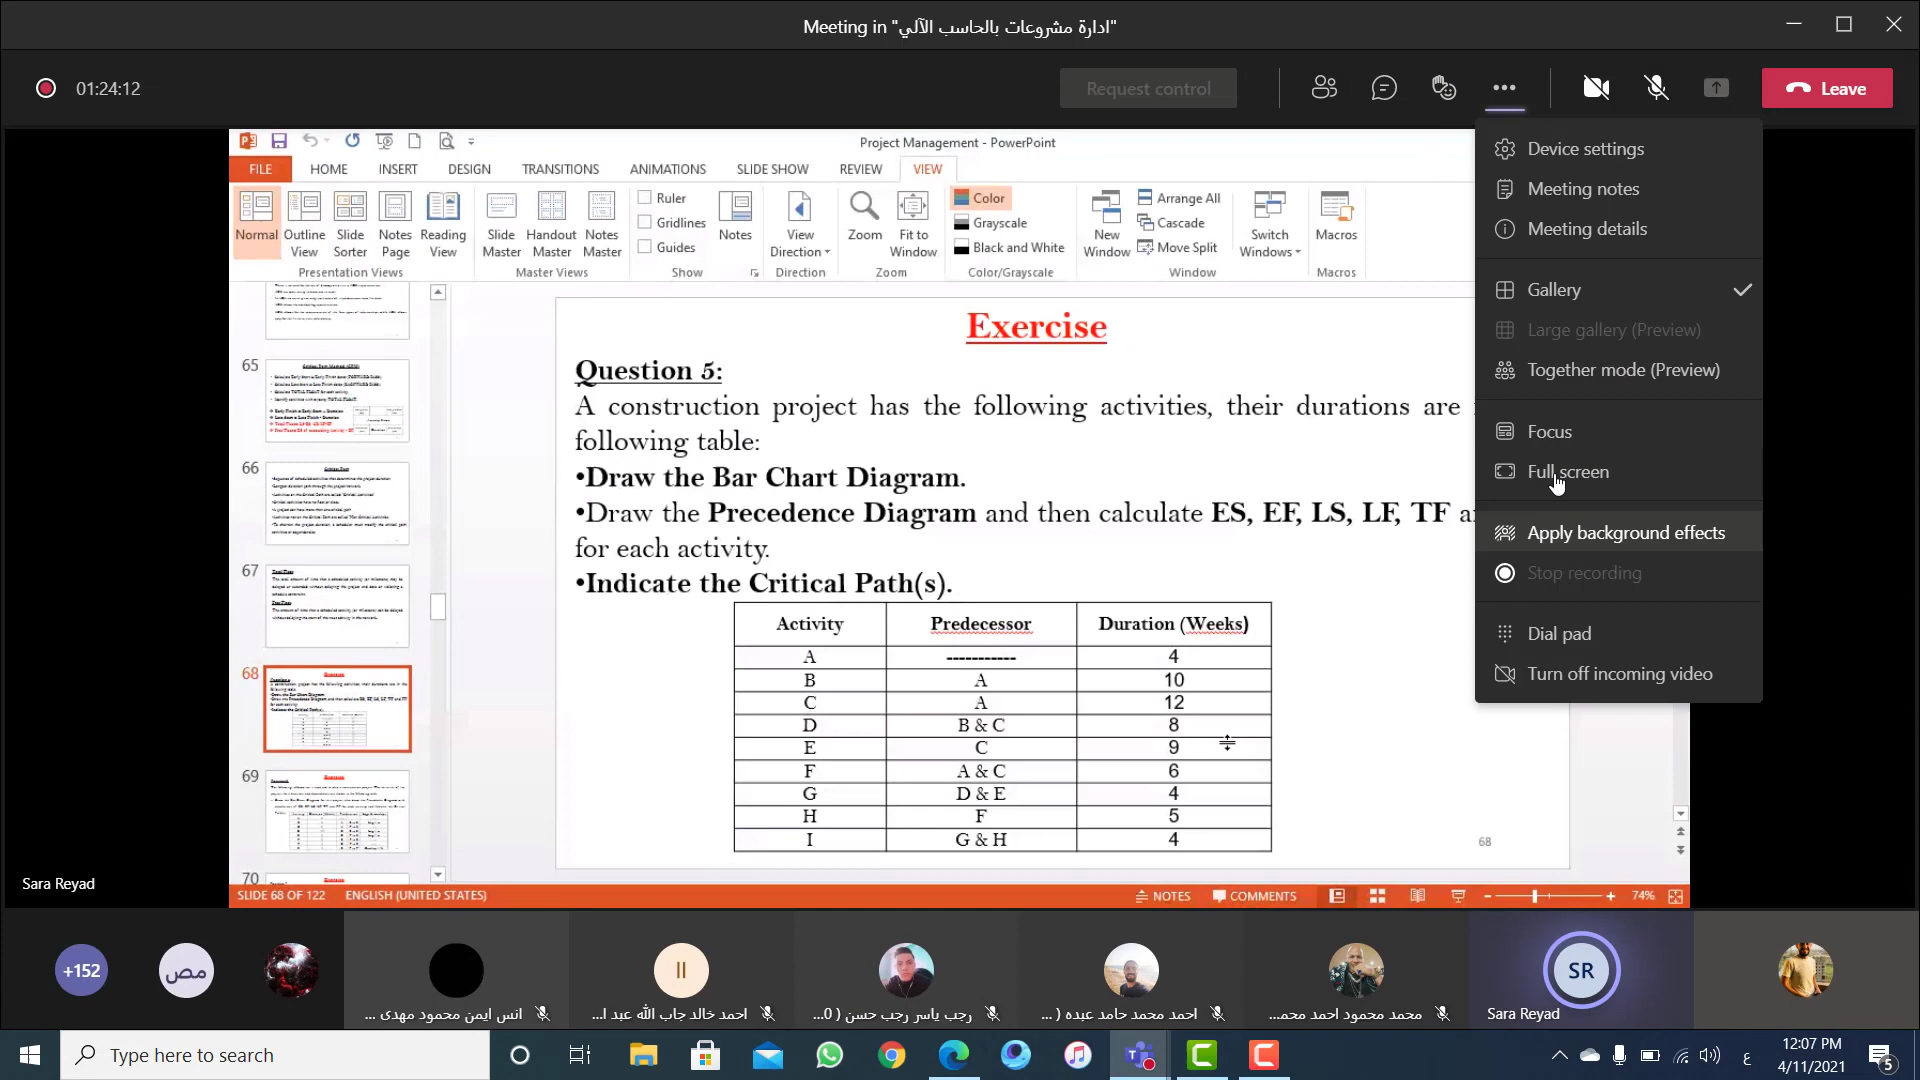 Meeting in "ادارة مشروعات بالحاسب الآلي"
01:24:12
Request control
Leave
Project Management - PowerPoint
FILE HOME INSERT DESIGN TRANSITIONS ANIMATIONS SLIDE SHOW REVIEW VIEW
Normal
Outline View
Slide Sorter
Notes Page
Reading View
Presentation Views
Slide Master
Handout Master
Notes Master
Master Views
Ruler
Gridlines
Guides
Show
Notes
View Direction
Direction
Zoom
Fit to Window
Zoom
Color
Grayscale
Black and White
Color/Grayscale
New Window
Arrange All
Cascade
Move Split
Switch Windows
Window
Macros
Macros
Device settings
Meeting notes
Meeting details
Gallery
Large gallery (Preview)
Together mode (Preview)
Focus
Full screen
Apply background effects
Stop recording
Dial pad
Turn off incoming video
65
66
67
68
69
70
Exercise
Question 5:
A construction project has the following activities, their durations are
following table:
•Draw the Bar Chart Diagram.
•Draw the Precedence Diagram and then calculate ES, EF, LS, LF, TF
for each activity.
•Indicate the Critical Path(s).
Activity Predecessor Duration (Weeks)
A ----------- 4
B A 10
C A 12
D B & C 8
E C 9
F A & C 6
G D & E 4
H F 5
I G & H 4
68
Sara Reyad
SLIDE 68 OF 122 ENGLISH (UNITED STATES) NOTES COMMENTS 74%
+152
مص
II
SR
انس ايمن محمود مهدى ...
احمد خالد جاب الله عبد ا...
رجب ياسر رجب حسن ( 0...
احمد محمد حامد عبده ( ...
محمد محمود احمد محمـ...
Sara Reyad
Type here to search
ع
12:07 PM
4/11/2021
5